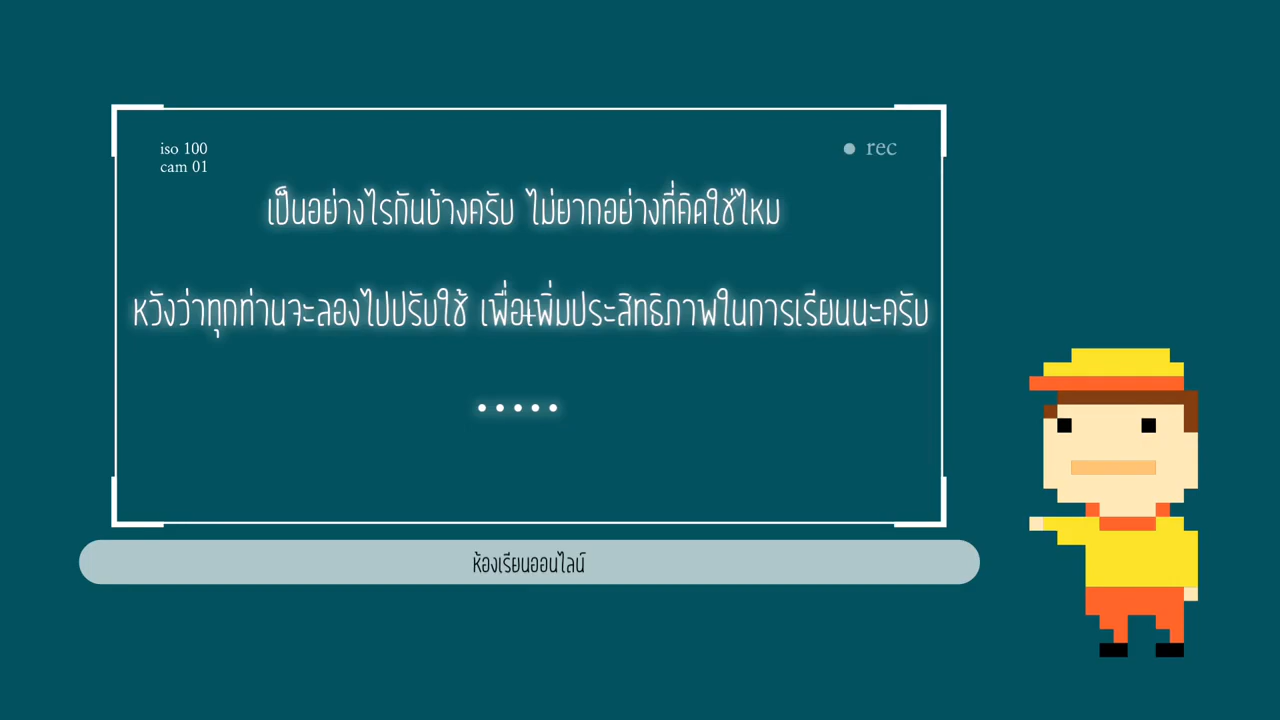 iso 100
cam 01
rec
เป็นอย่างไรกันบ้างครับ ไม่ยากอย่างที่คิดใช่ไหม
หวังว่าทุกท่านจะลองไปปรับใช้ เพื่อเพิ่มประสิทธิภาพในการเรียนนะครับ
.....
ห้องเรียนออนไลน์